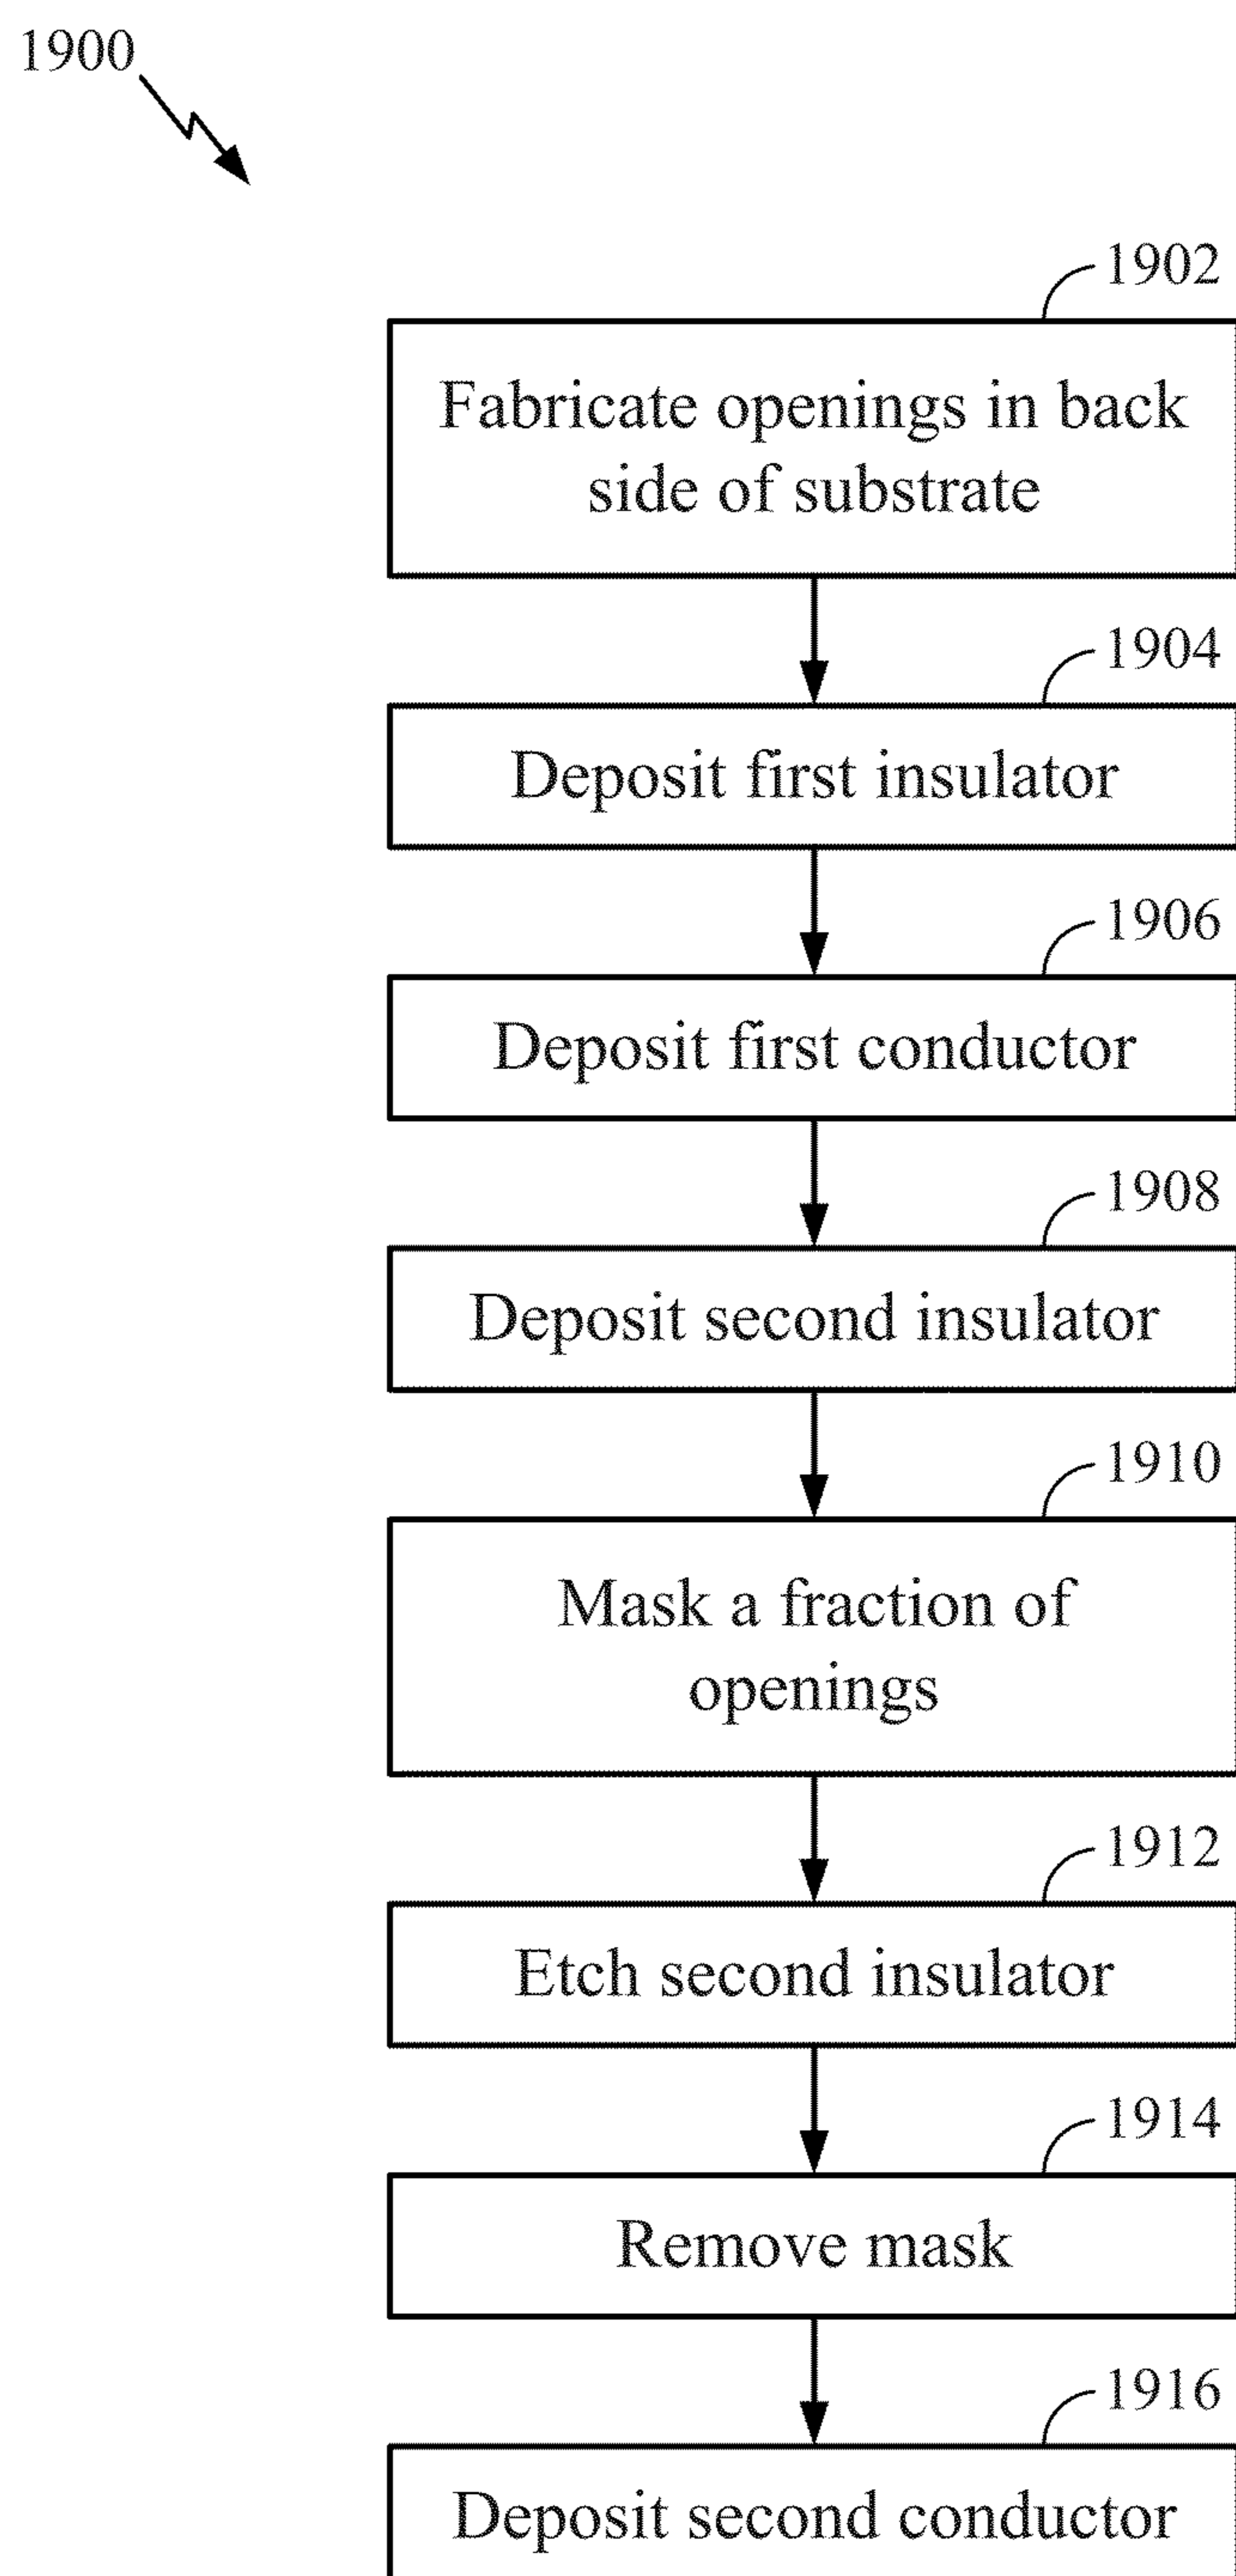 1900
1902
Fabricate openings in back
side of substrate
1904
Deposit first insulator
1906
Deposit first conductor
1908
Deposit second insulator
1910
Mask a fraction of
openings
1912
Etch second insulator
1914
Remove mask
1916
Deposit second conductor